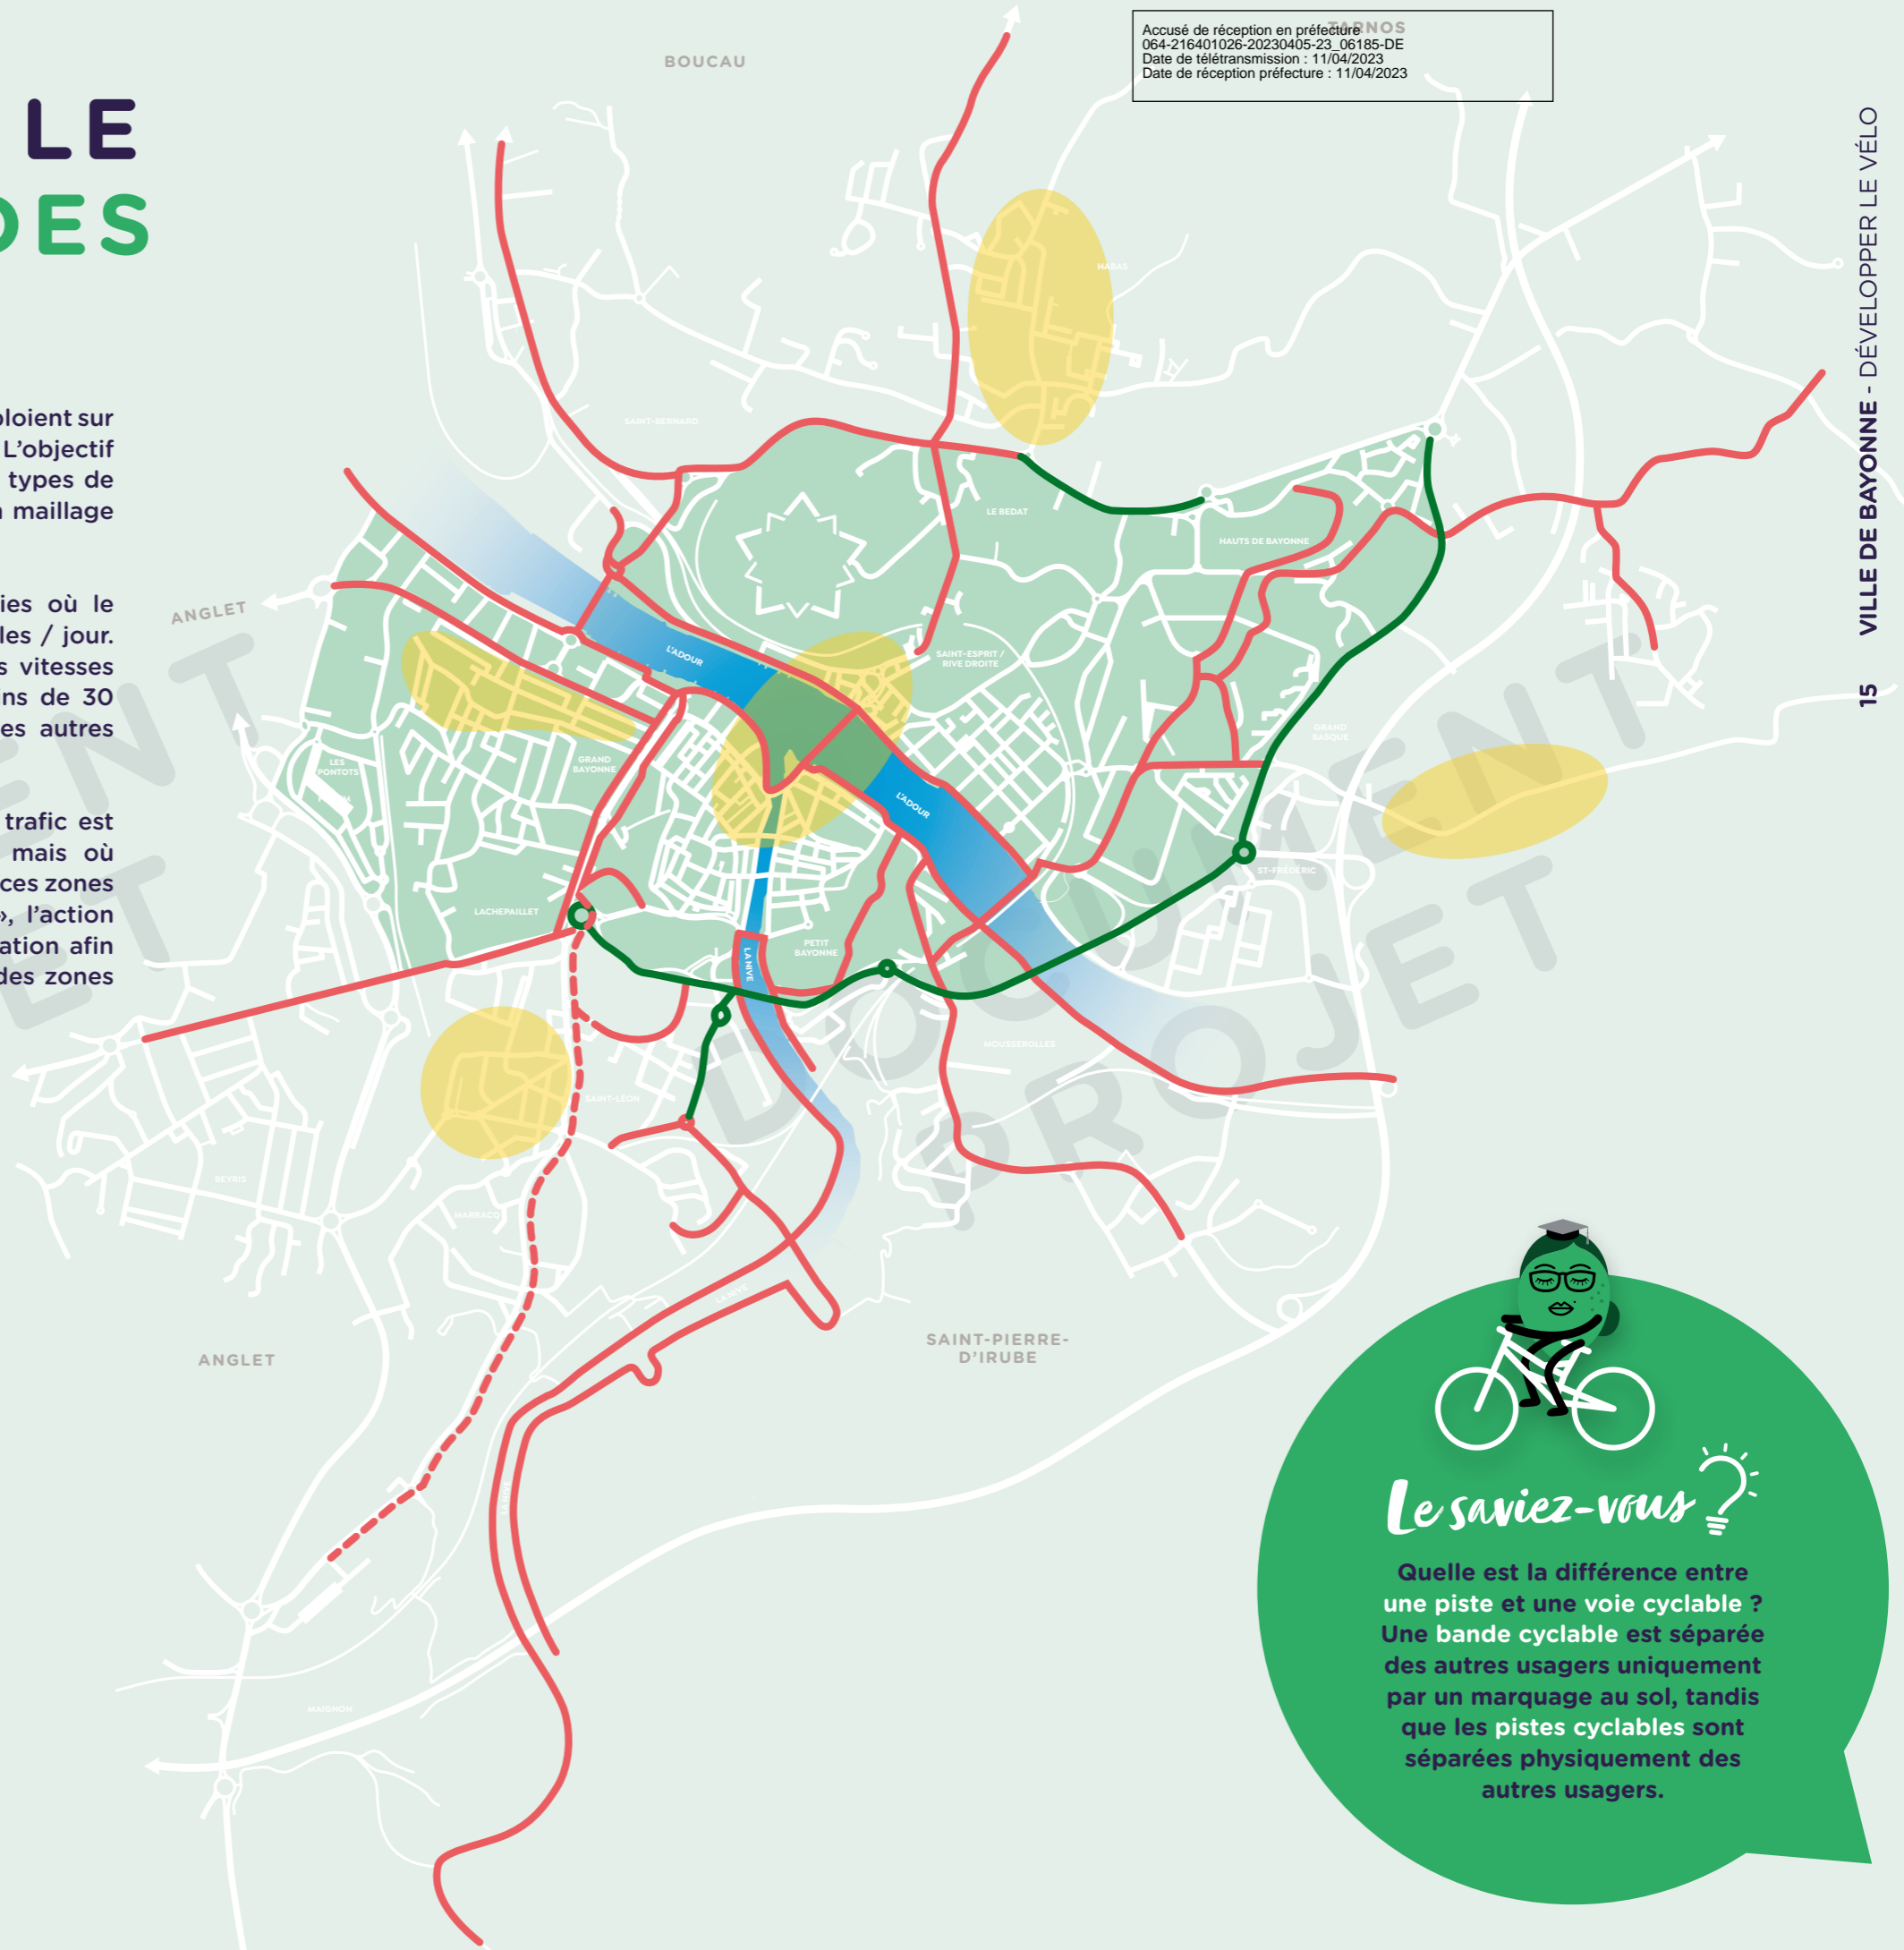 Accusé de réception en préfecture
064-216401026-20230405-23_06185-DE
Date de télétransmission : 11/04/2023
Date de réception préfecture : 11/04/2023
TARNOS
BOUCAU
LE
DES
ploient sur
L'objectif
types de
maillage
ies où le
les / jour.
s vitesses
ins de 30
es autres
trafic est
mais où
ces zones
», l'action
ation afin
des zones
15 VILLE DE BAYONNE - DÉVELOPPER LE VÉLO
HABAS
SAINT-BERNARD
LE BEDAT
HAUTS DE BAYONNE
ANGLET
L'ADOUR
SAINT-ESPRIT /
RIVE DROITE
GRAND
BASQUE
LES
PONTOTS
GRAND
BAYONNE
L'ADOUR
ST-FRÉDÉRIC
LACHEPAILLET
PETIT
BAYONNE
LA NIVE
MOUSSEROLLES
SAINT-LÉON
BEYRIS
MARRACQ
LA NIVE
ANGLET
SAINT-PIERRE-
D'IRUBE
MAIGNON
DOCUMENT
PROJET
ENT
ET
Le saviez-vous ?
Quelle est la différence entre
une piste et une voie cyclable ?
Une bande cyclable est séparée
des autres usagers uniquement
par un marquage au sol, tandis
que les pistes cyclables sont
séparées physiquement des
autres usagers.